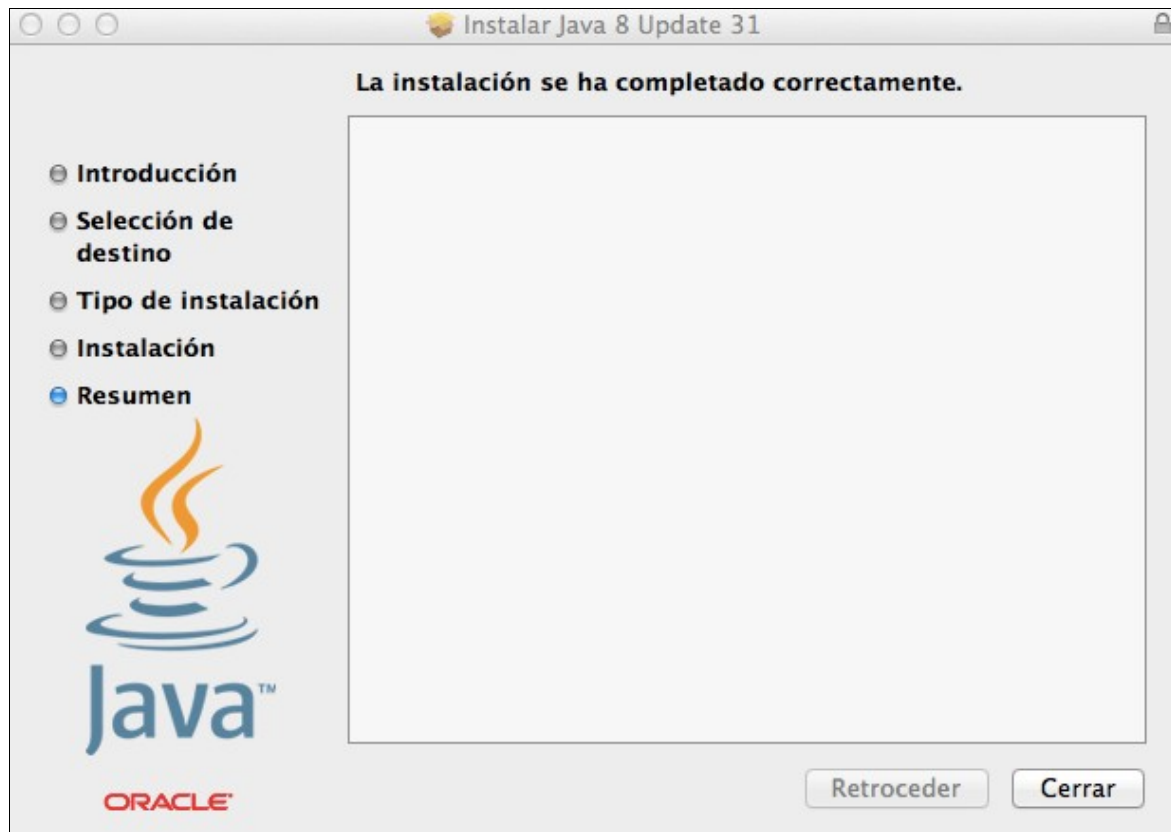 Instalar Java 8 Update 31
La instalación se ha completado correctamente.
Introducción
Selección de
destino
Tipo de instalación
Instalación
Resumen
Java™
ORACLE®
Retroceder
Cerrar